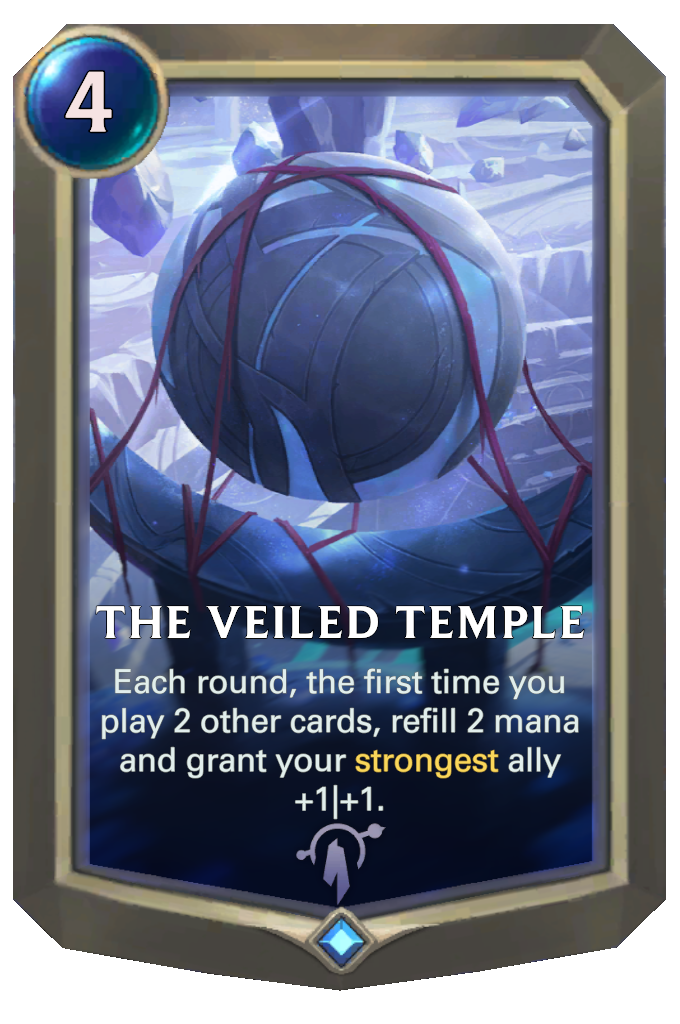 4
THE VEILED TEMPLE
Each round, the first time you
play 2 other cards, refill 2 mana
and grant your strongest ally
+1|+1.